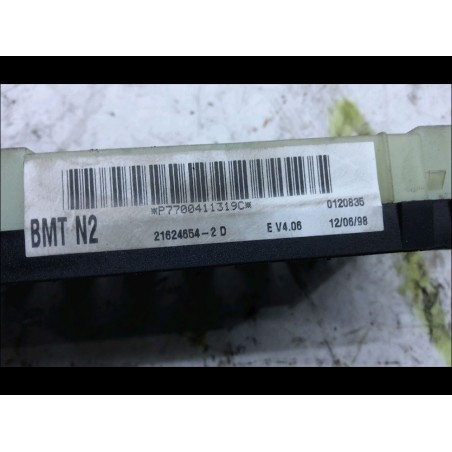 *P7700411319C*
0120835
BMT N2
21624654-2 D
E V4.06
12/06/98